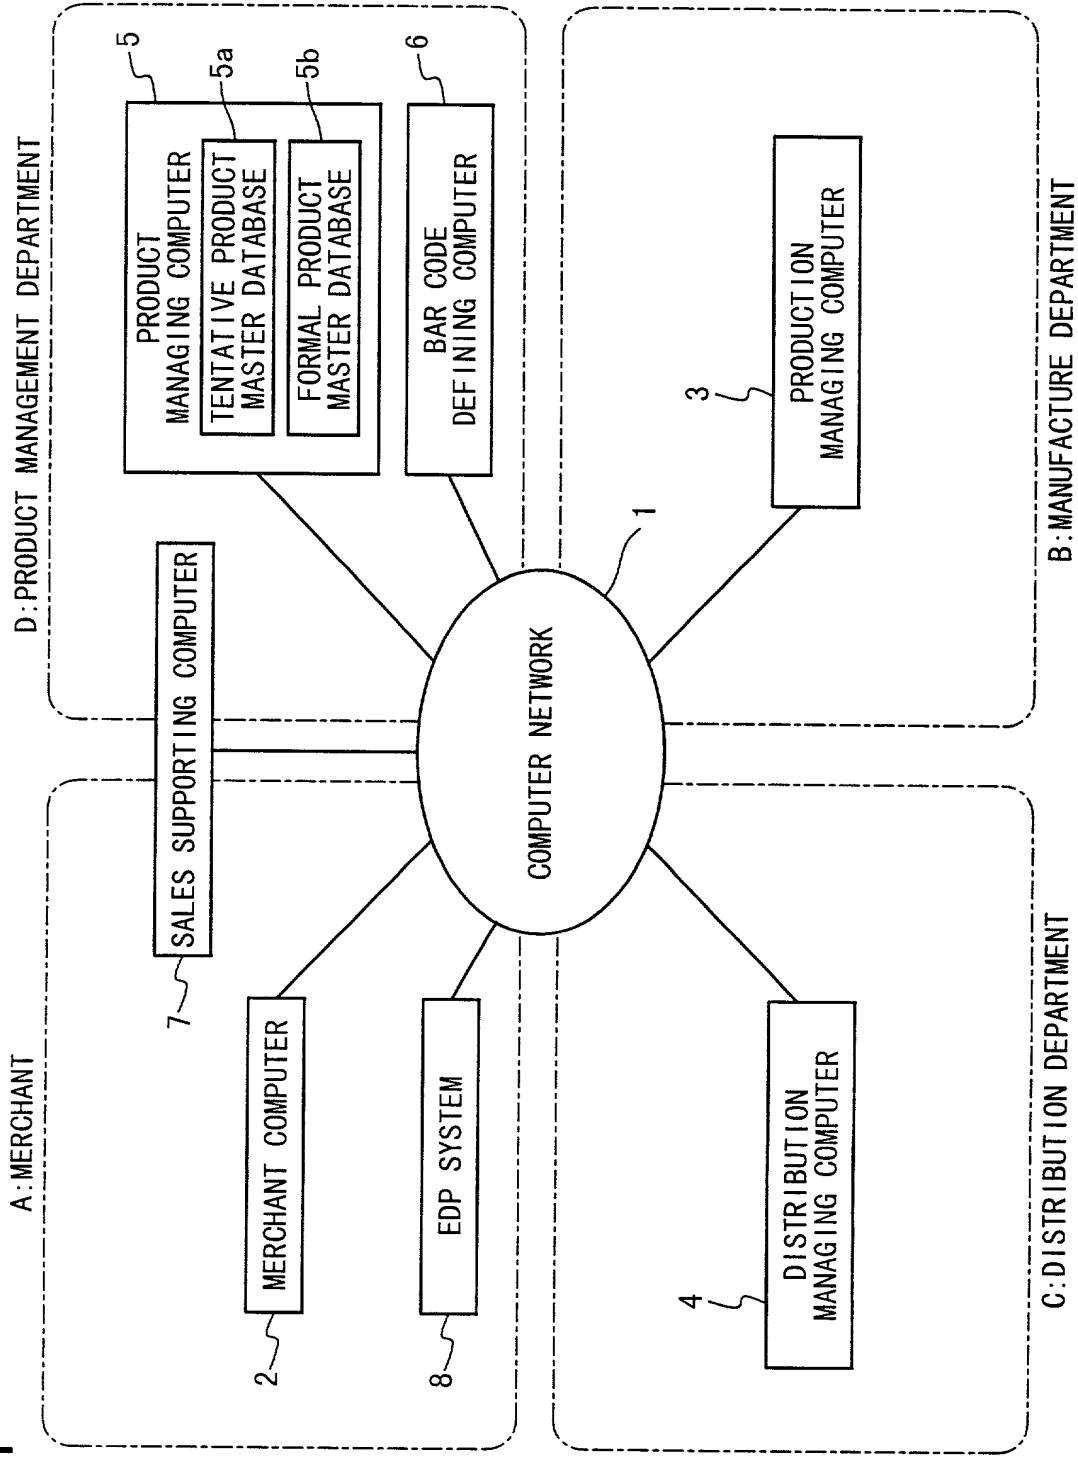 A:MERCHANT
D:PRODUCT MANAGEMENT DEPARTMENT
7
SALES SUPPORTING COMPUTER
2
MERCHANT COMPUTER
8
EDP SYSTEM
5
PRODUCT
MANAGING COMPUTER
5a
TENTATIVE PRODUCT
MASTER DATABASE
5b
FORMAL PRODUCT
MASTER DATABASE
6
BAR CODE
DEFINING COMPUTER
COMPUTER NETWORK
1
4
DISTRIBUTION
MANAGING COMPUTER
3
PRODUCTION
MANAGING COMPUTER
C:DISTRIBUTION DEPARTMENT
B:MANUFACTURE DEPARTMENT